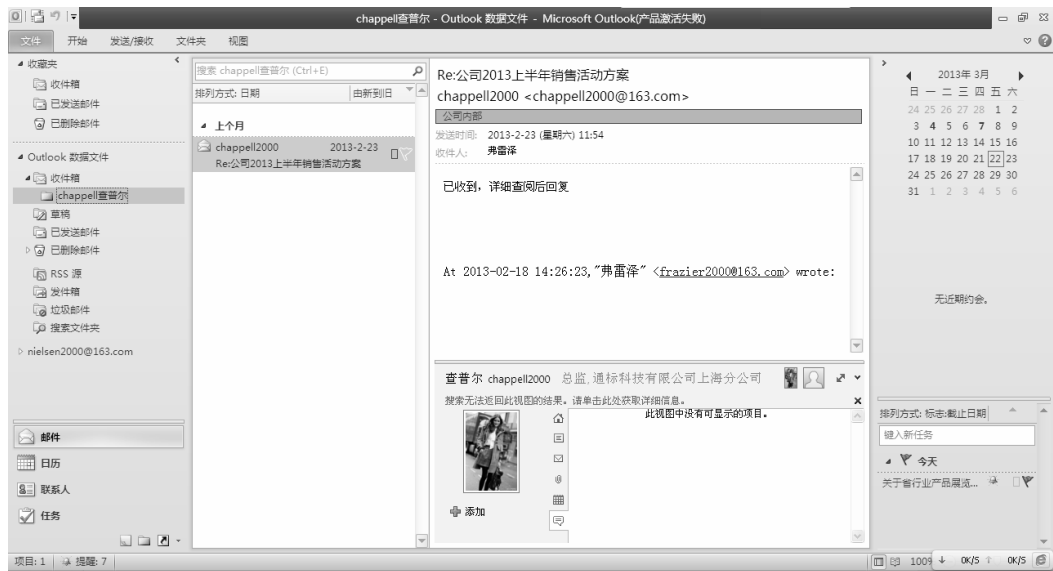 chappell查普尔 - Outlook 数据文件 - Microsoft Outlook(产品激活失败)
文件 开始 发送/接收 文件夹 视图
收藏夹
收件箱
已发送邮件
已删除邮件
Outlook 数据文件
收件箱
chappell查普尔
草稿
已发送邮件
已删除邮件
RSS 源
发件箱
垃圾邮件
搜索文件夹
nielsen2000@163.com
邮件
日历
联系人
任务
搜索 chappell查普尔 (Ctrl+E)
排列方式: 日期 由新到旧
上个月
chappell2000 2013-2-23
Re:公司2013上半年销售活动方案
Re:公司2013上半年销售活动方案
chappell2000 <chappell2000@163.com>
公司内部
发送时间: 2013-2-23 (星期六) 11:54
收件人: 弗雷泽
已收到，详细查阅后回复
At 2013-02-18 14:26:23,"弗雷泽" <frazier2000@163.com> wrote:
查普尔 chappell2000 总监,通标科技有限公司上海分公司
搜索无法返回此视图的结果。请单击此处获取详细信息。
此视图中没有可显示的项目。
添加
2013年 3月
日 一 二 三 四 五 六
24 25 26 27 28 1 2
3 4 5 6 7 8 9
10 11 12 13 14 15 16
17 18 19 20 21 22 23
24 25 26 27 28 29 30
31 1 2 3 4 5 6
无近期约会。
排列方式: 标志:截止日期
键入新任务
今天
关于省行业产品展览...
项目: 1 提醒: 7
100% 0K/S 0K/S